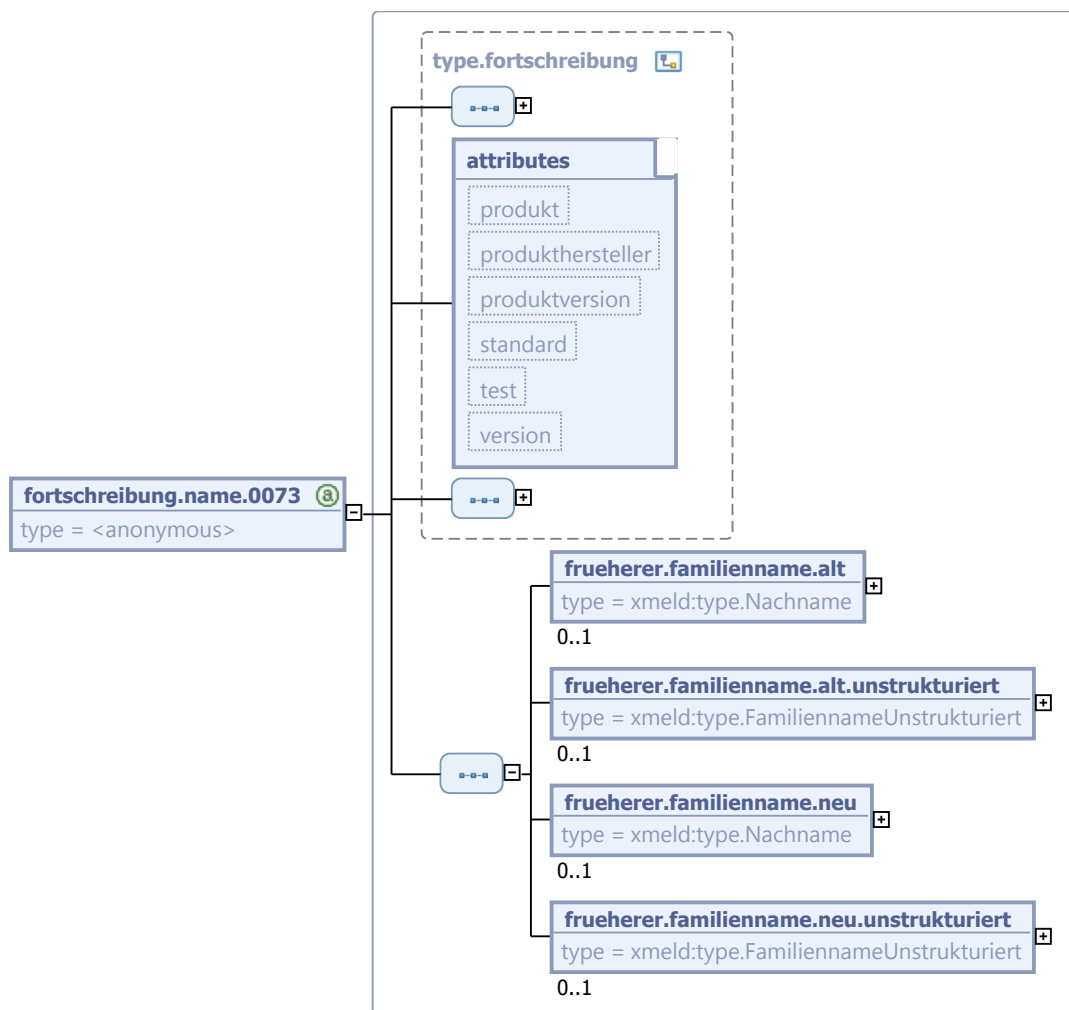 type.fortschreibung
attributes
produkt
produkthersteller
produktversion
standard
test
version
fortschreibung.name.0073 a
type = <anonymous>
frueherer.familienname.alt
type = xmeld:type.Nachname
0..1
frueherer.familienname.alt.unstrukturiert
type = xmeld:type.FamiliennameUnstrukturiert
0..1
frueherer.familienname.neu
type = xmeld:type.Nachname
0..1
frueherer.familienname.neu.unstrukturiert
type = xmeld:type.FamiliennameUnstrukturiert
0..1